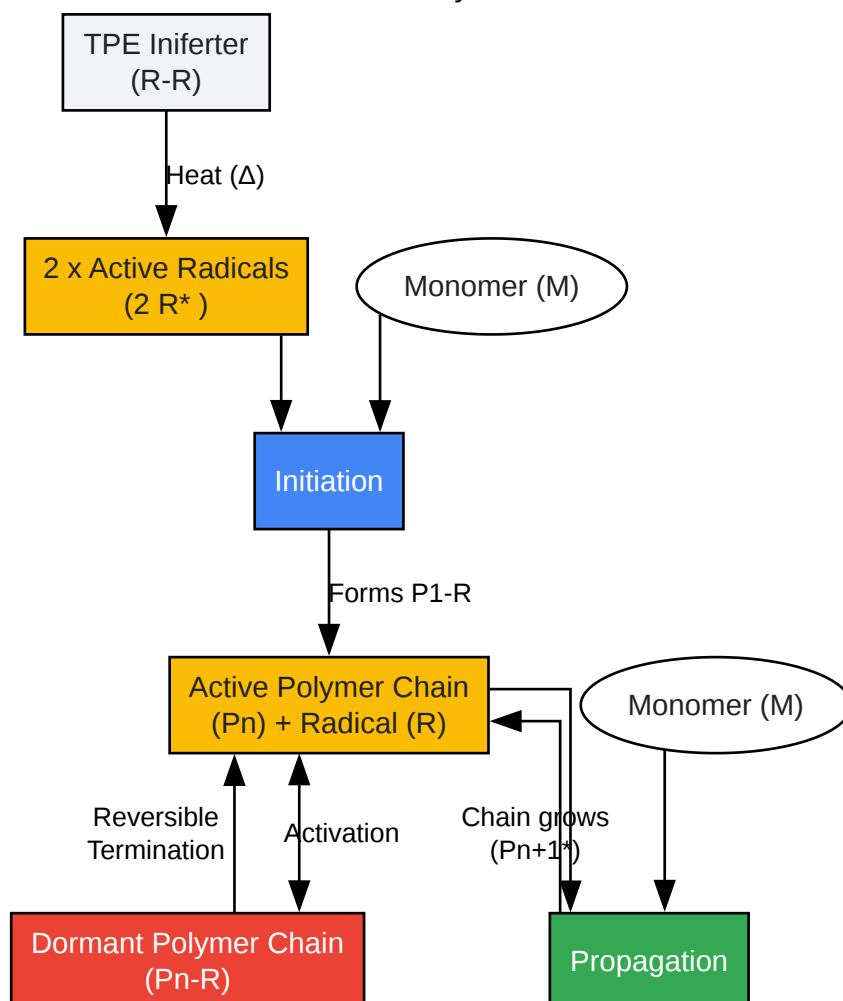 TPE Iniferter
(R-R)
Heat (Δ)
2 x Active Radicals
(2 R* )
Monomer (M)
Initiation
Forms P1-R
Active Polymer Chain
(Pn) + Radical (R)
Monomer (M)
Reversible
Termination
Activation
Chain grows
(Pn+1*)
Dormant Polymer Chain
(Pn-R)
Propagation